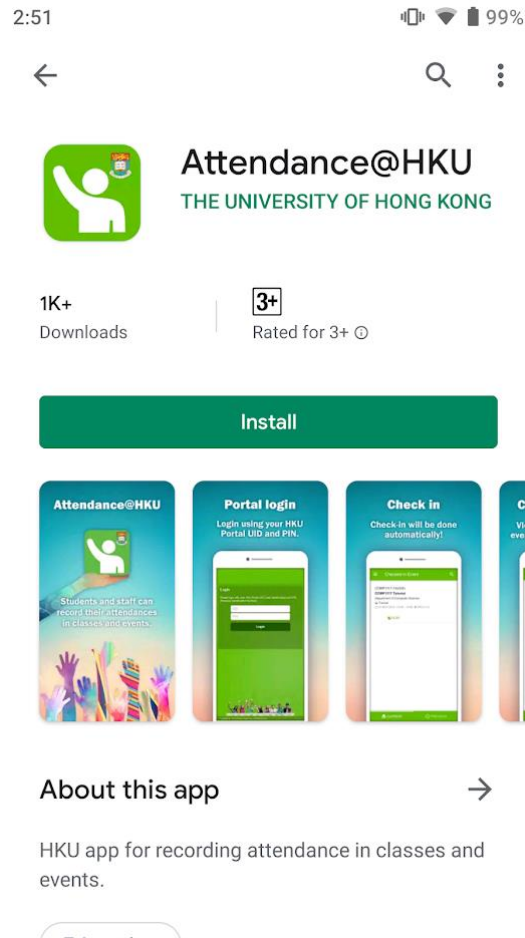 2:51
99%
Attendance@HKU
THE UNIVERSITY OF HONG KONG
1K+
Downloads
3+
Rated for 3+
Install
Attendance@HKU
Students and staff can
record their attendances
in classes and events.
Portal login
Login using your HKU
Portal UID and PIN.
Login
Login
Check in
Check-in will be done
automatically!
About this app
HKU app for recording attendance in classes and
events.